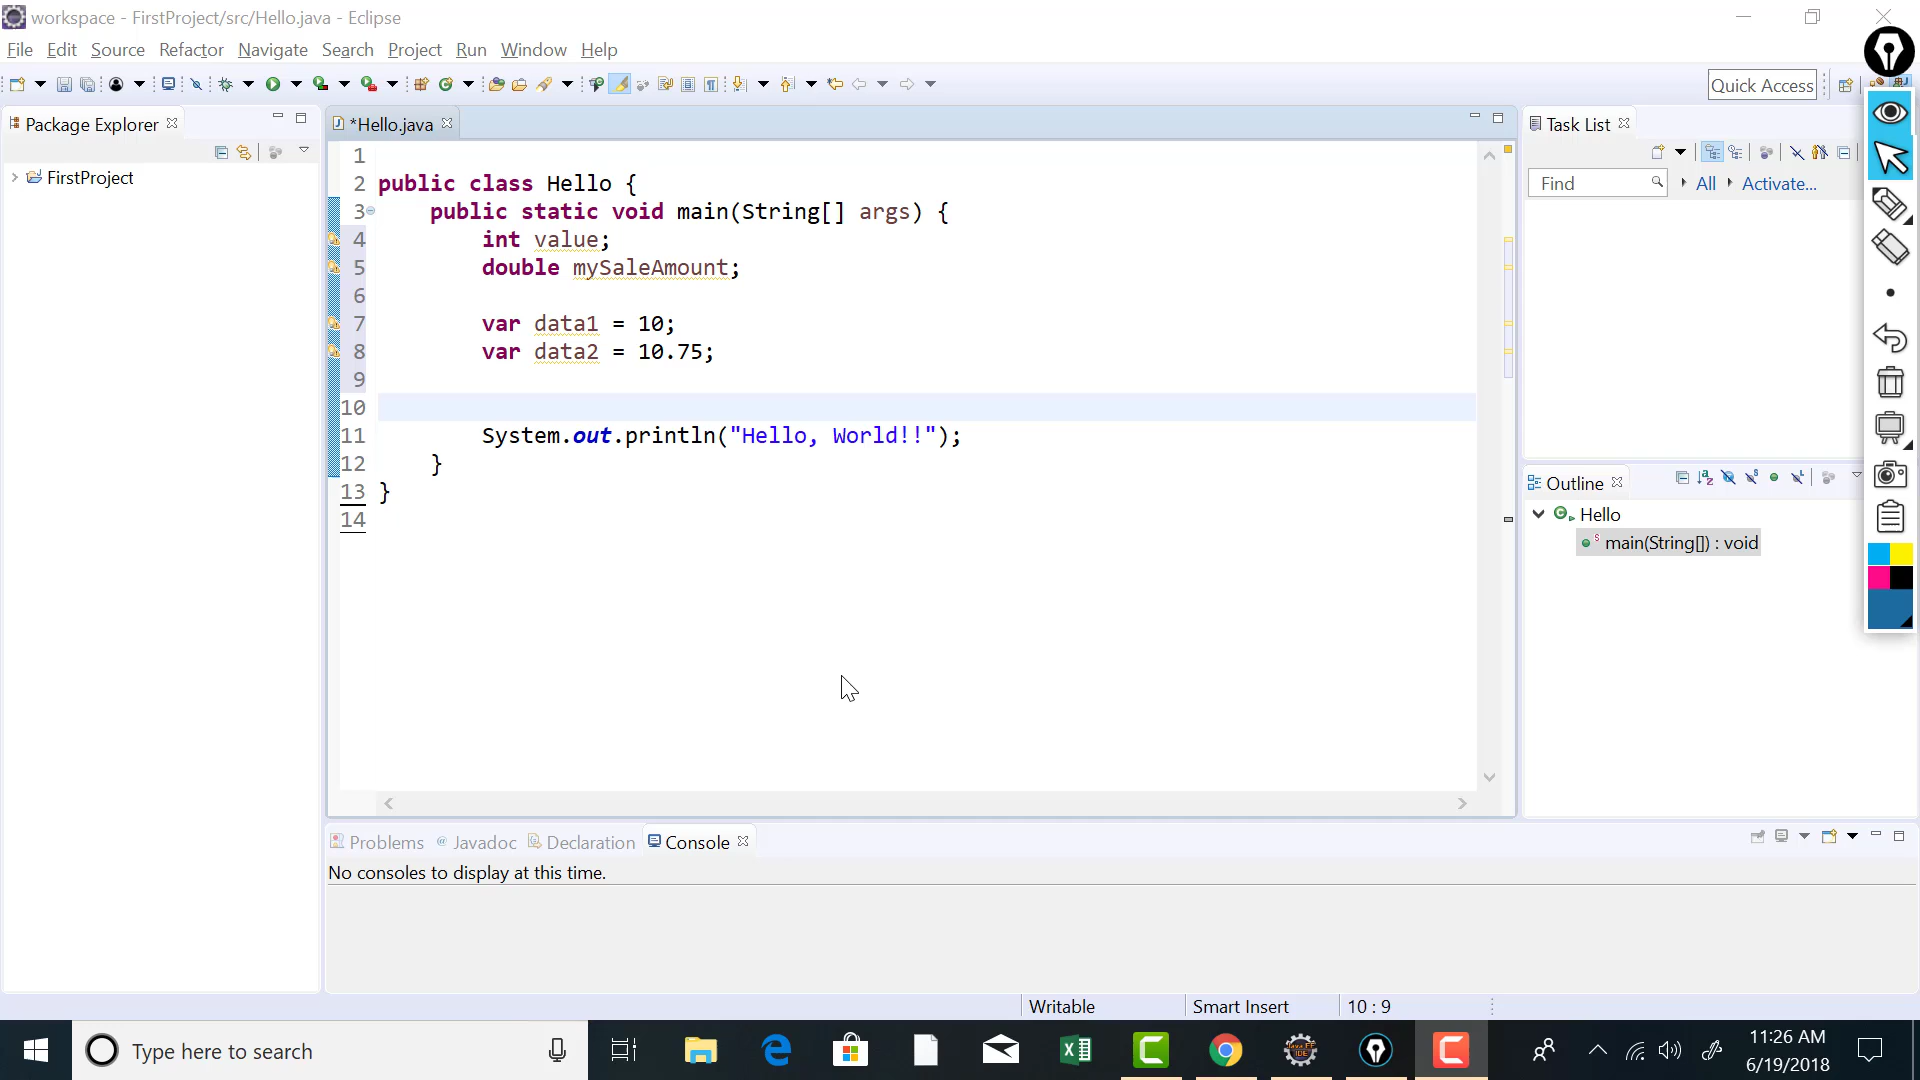 workspace - FirstProject/src/Hello.java - Eclipse
File Edit Source Refactor Navigate Search Project Run Window Help
Quick Access
Package Explorer
FirstProject
*Hello.java
1
2 public class Hello {
3 public static void main(String[] args) {
4 int value;
5 double mySaleAmount;
6
7 var data1 = 10;
8 var data2 = 10.75;
9
10
11 System.out.println("Hello, World!!");
12 }
13 }
14
Task List
Find All Activate...
Outline
Hello
main(String[]) : void
Problems Javadoc Declaration Console
No consoles to display at this time.
Writable Smart Insert 10 : 9
Type here to search
11:26 AM
6/19/2018